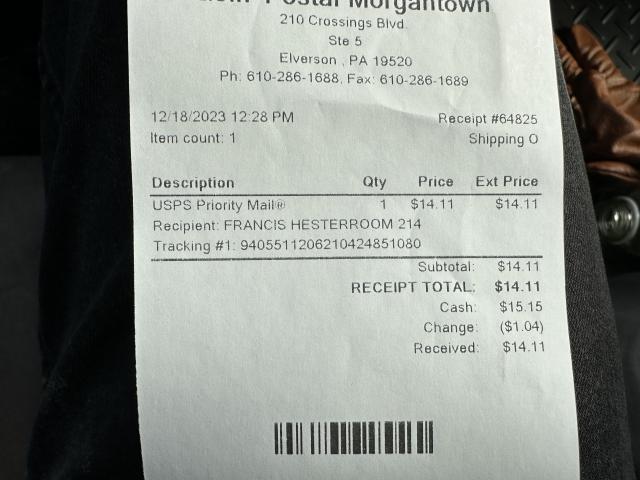 Postal Morgantown
210 Crossings Blvd.
Ste 5
Elverson , PA 19520
Ph: 610-286-1688, Fax: 610-286-1689
12/18/2023 12:28 PM Receipt #64825
Item count: 1 Shipping O
Description Qty Price Ext Price
USPS Priority Mail® 1 $14.11 $14.11
Recipient: FRANCIS HESTERROOM 214
Tracking #1: 9405511206210424851080
Subtotal: $14.11
RECEIPT TOTAL: $14.11
Cash: $15.15
Change: ($1.04)
Received: $14.11